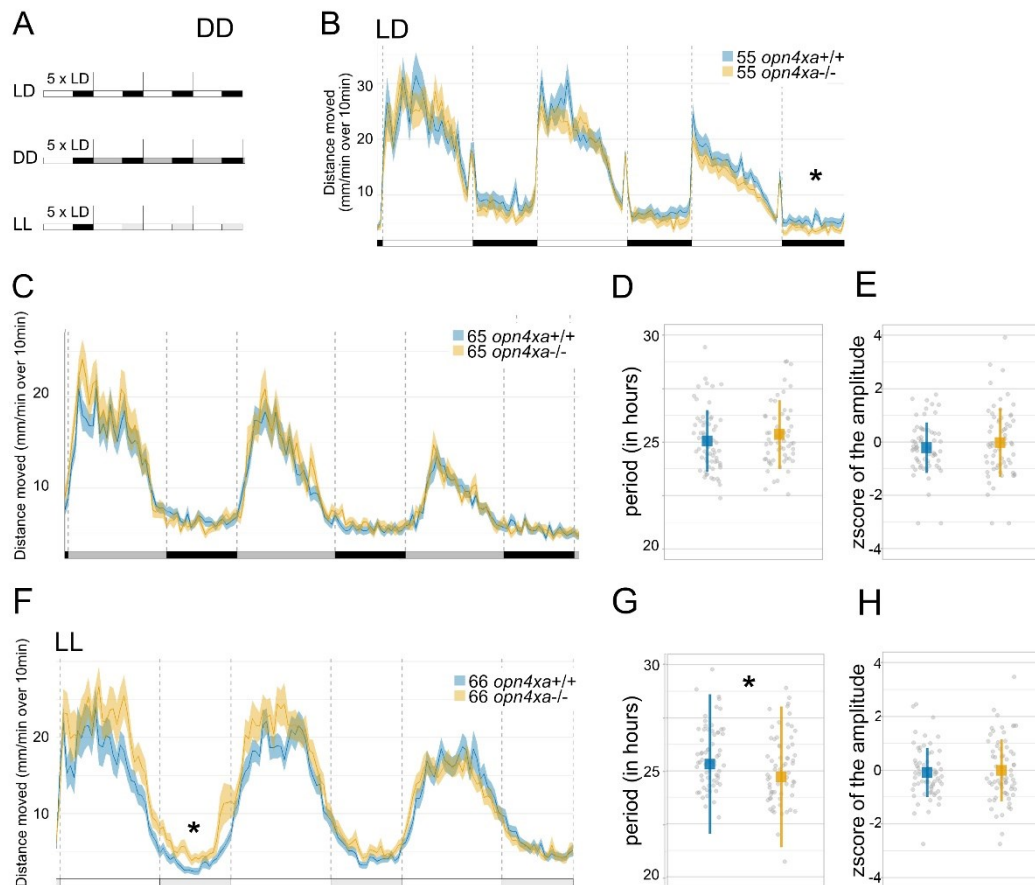 A
DD
5 x LD
LD
5 x LD
DD
5 x LD
LL
B
LD
55 opn4xa+/+
55 opn4xa-/-
Distance moved
(mm/min over 10min)
30
20
10
*
C
65 opn4xa+/+
65 opn4xa-/-
Distance moved (mm/min over 10min)
20
10
D
period (in hours)
30
25
20
E
zscore of the amplitude
4
2
0
-2
-4
F
LL
66 opn4xa+/+
66 opn4xa-/-
Distance moved (mm/min over 10min)
20
10
*
G
period (in hours)
30
25
20
*
H
zscore of the amplitude
4
2
0
-2
-4